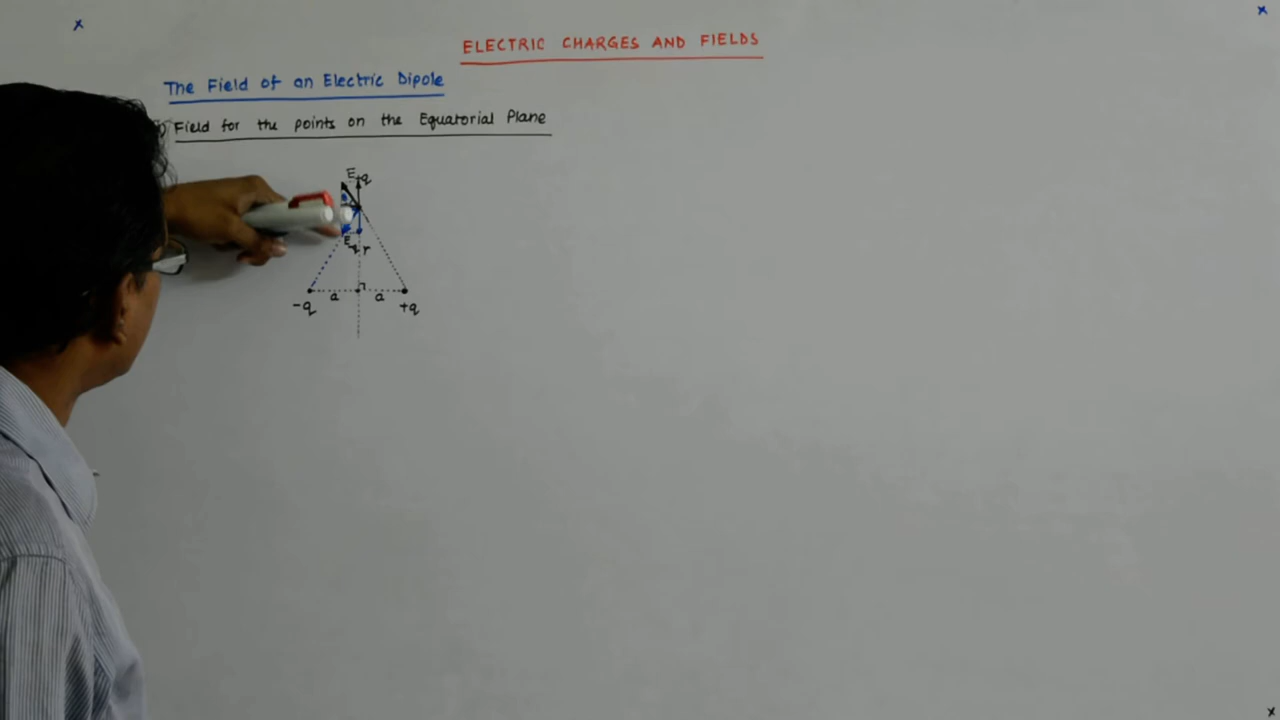 ELECTRIC CHARGES AND FIELDS
The Field of an Electric Dipole
) Field for the points on the Equatorial Plane
E+q
E-q
r
a a
-q +q